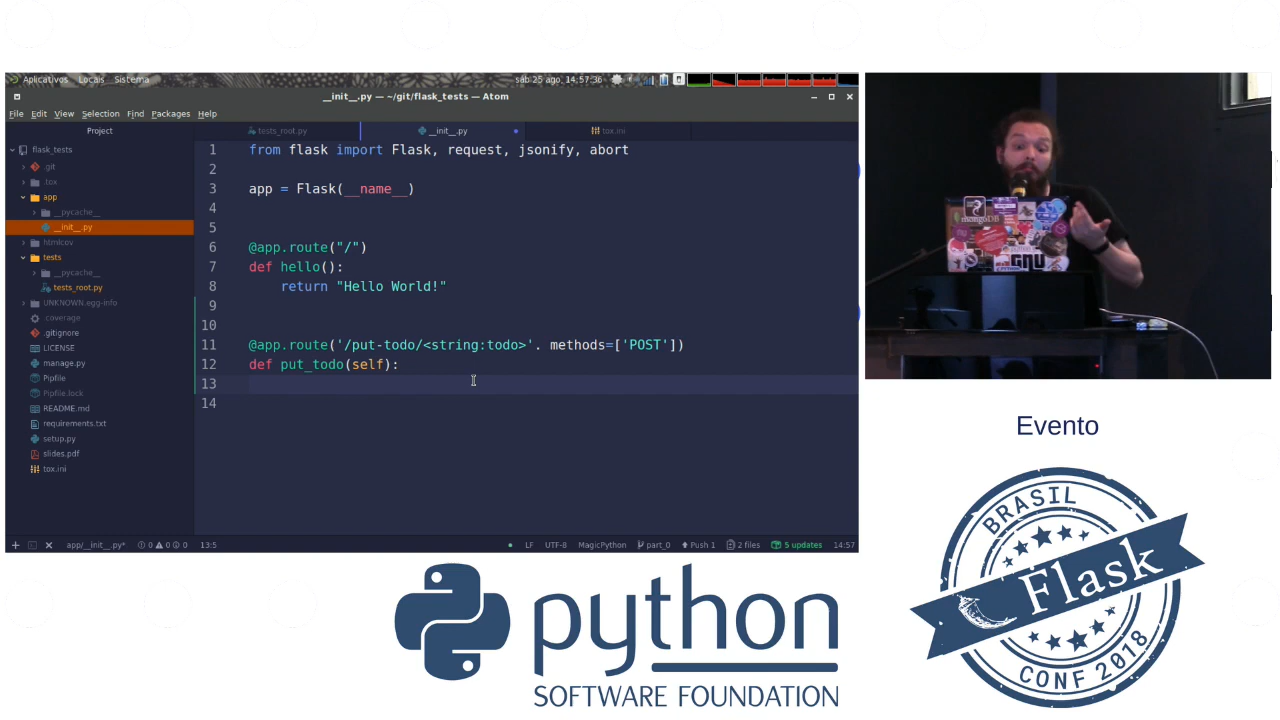 Aplicativos Locais Sistema sáb 25 ago, 14:57:36
__init__.py — ~/git/flask_tests — Atom
File Edit View Selection Find Packages Help
Project tests_root.py __init__.py tox.ini
flask_tests
.git
.tox
app
__pycache__
__init__.py
htmlcov
tests
__pycache__
tests_root.py
UNKNOWN.egg-info
.coverage
.gitignore
LICENSE
manage.py
Pipfile
Pipfile.lock
README.md
requirements.txt
setup.py
slides.pdf
tox.ini
1 from flask import Flask, request, jsonify, abort
2
3 app = Flask(__name__)
4
5
6 @app.route("/")
7 def hello():
8 return "Hello World!"
9
10
11 @app.route('/put-todo/<string:todo>'. methods=['POST'])
12 def put_todo(self):
13
14
app/__init__.py* 0 0 0 13:5 LF UTF-8 MagicPython part_0 Push 1 2 files 5 updates 14:57
mongoDB
GNU
Evento
BRASIL
Flask
CONF 2018
python
SOFTWARE FOUNDATION